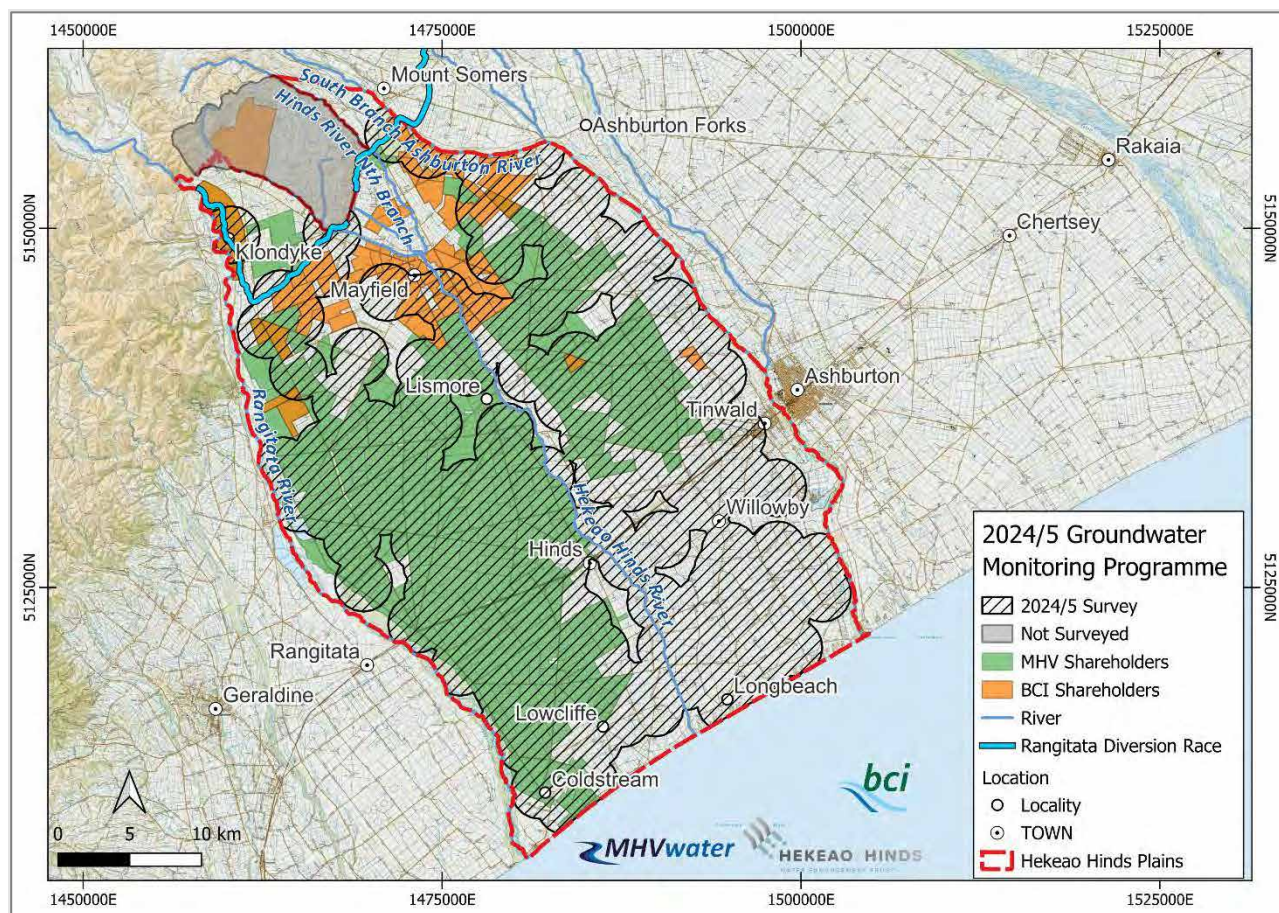 1450000E
1475000E
1500000E
1525000E
Mount Somers
South Branch Ashburton River
Hinds River Nth Branch
Ashburton Forks
Rakaia
Chertsey
5150000N
5150000N
Klondyke
Mayfield
Lismore
Ashburton
Tinwald
Rangitata River
Hekeao Hinds River
Willowby
Hinds
5125000N
5125000N
Rangitata
Geraldine
Longbeach
Lowcliffe
Coldstream
0 5 10 km
MHVwater
HEKEAO HINDS
bci
2024/5 Groundwater
Monitoring Programme
2024/5 Survey
Not Surveyed
MHV Shareholders
BCI Shareholders
River
Rangitata Diversion Race
Location
Locality
TOWN
Hekeao Hinds Plains
1450000E
1475000E
1500000E
1525000E